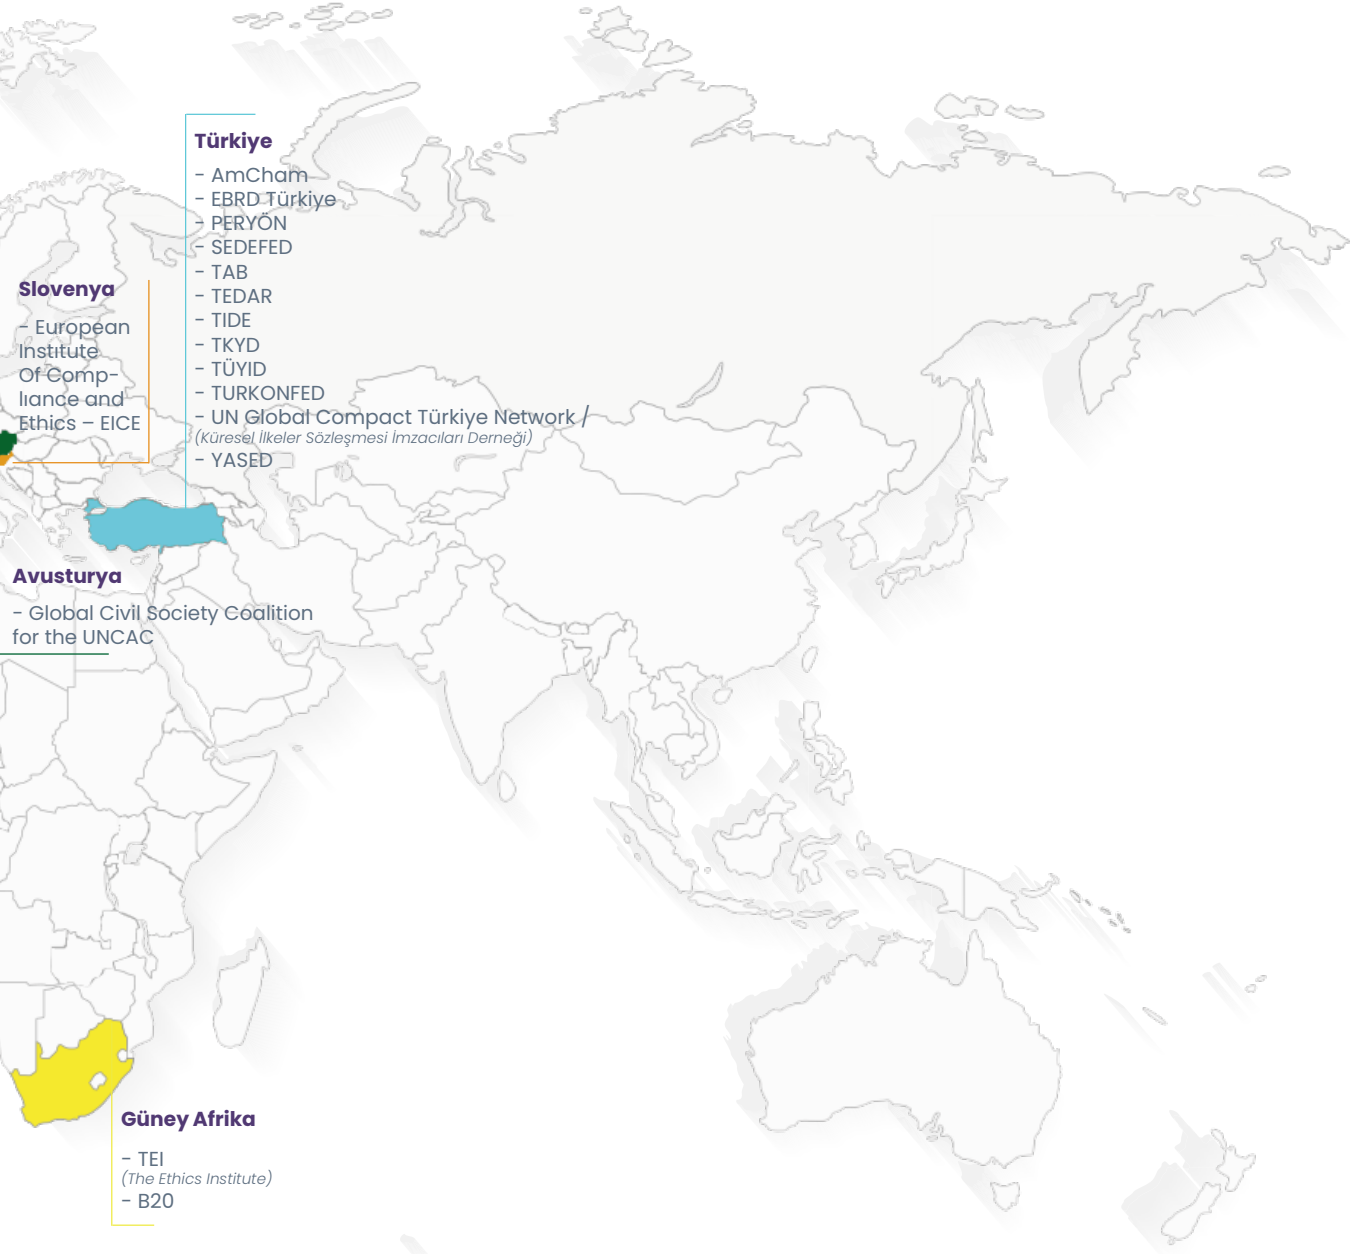 Türkiye
- AmCham
- EBRD Türkiye
- PERYÖN
- SEDEFED
- TAB
- TEDAR
- TIDE
- TKYD
- TÜYID
- TURKONFED
- UN Global Compact Türkiye Network /
(Küresel İlkeler Sözleşmesi İmzacıları Derneği)
- YASED
Slovenya
- European
Institute
Of Comp-
lıance and
Ethics – EICE
Avusturya
- Global Civil Society Coalition
for the UNCAC
Güney Afrika
- TEI
(The Ethics Institute)
- B20